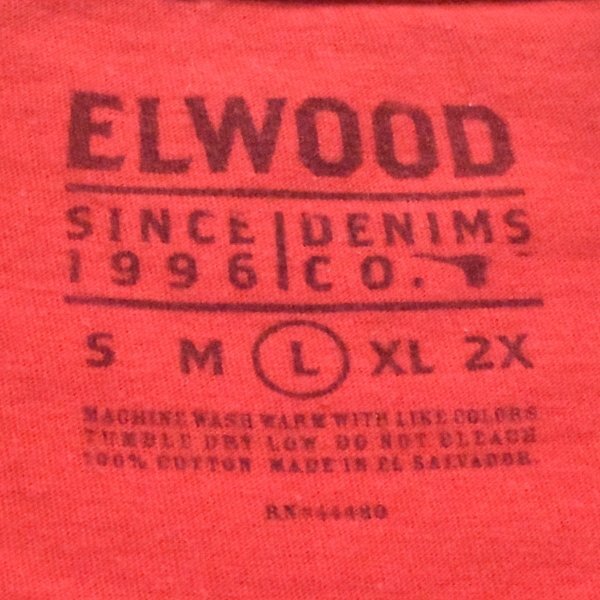 ELWOOD
SINCE DENIMS
1996 CO.
S M L XL 2X
MACHINE WASH WARM WITH LIKE COLORS
TUMBLE DRY LOW. DO NOT BLEACH
100% COTTON MADE IN EL SALVADOR.